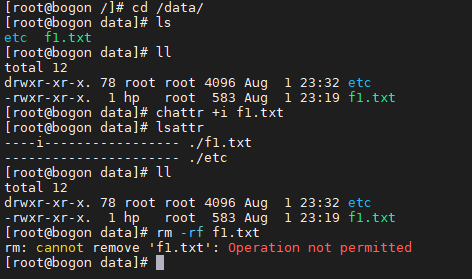 [root@bogon /]# cd /data/
[root@bogon data]# ls
etc  f1.txt
[root@bogon data]# ll
total 12
drwxr-xr-x. 78 root root 4096 Aug  1 23:32 etc
-rwxr-xr-x.  1 hp   root  583 Aug  1 23:19 f1.txt
[root@bogon data]# chattr +i f1.txt
[root@bogon data]# lsattr
----i----------------- ./f1.txt
---------------------- ./etc
[root@bogon data]# ll
total 12
drwxr-xr-x. 78 root root 4096 Aug  1 23:32 etc
-rwxr-xr-x.  1 hp   root  583 Aug  1 23:19 f1.txt
[root@bogon data]# rm -rf f1.txt
rm: cannot remove 'f1.txt': Operation not permitted
[root@bogon data]#